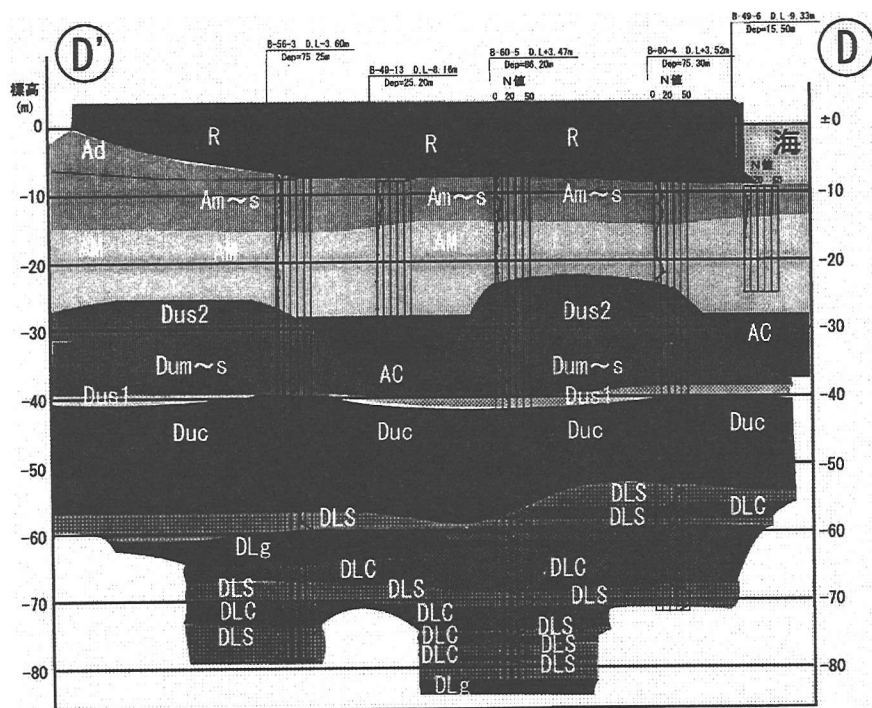 D'
D
B-56-3 D.L-3.60m
Dep=75 25m
B-49-13 D.L-8.16m
Dep=25.20m
B-60-5 D.L+3.47m
Dep=86.20m
N値
0 20 50
B-60-4 D.L+3.52m
Dep=75.30m
N値
0 20 50
B-49-6 D.L-9.33m
Dep=15.50m
標高
(m)
0
-10
-20
-30
-40
-50
-60
-70
-80
±0
-10
-20
-30
-40
-50
-60
-70
-80
R
R
R
海
N値
Ad
Am~s
Am~s
Am~s
AM
AM
AM
Dus2
Dus2
AC
Dum~s
AC
Dum~s
Dus1
Dus1
Duc
Duc
Duc
Duc
DLS
DLS
DLS
DLC
DLg
DLC
DLC
DLS
DLS
DLS
DLC
DLC
DLS
DLC
DLS
DLS
DLC
DLS
DLg